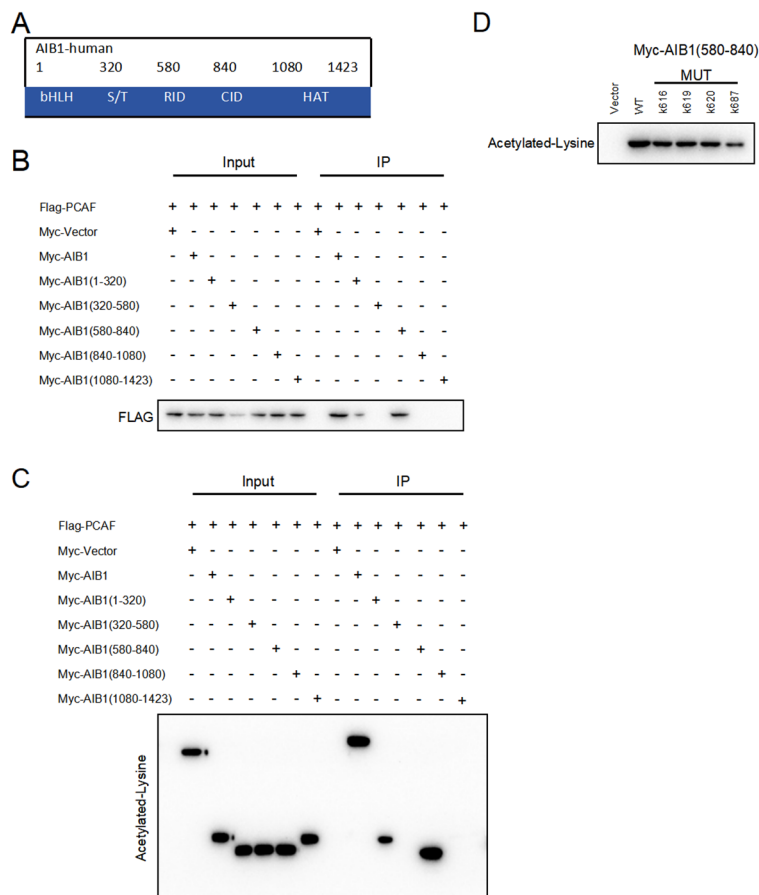 A
AIB1-human
1 320 580 840 1080 1423
bHLH S/T RID CID HAT
B
Input IP
Flag-PCAF + + + + + + + + + + + + + +
Myc-Vector + - - - - - - + - - - - - -
Myc-AIB1 - + - - - - - - + - - - - -
Myc-AIB1(1-320) - - + - - - - - - + - - - -
Myc-AIB1(320-580) - - - + - - - - - - + - - -
Myc-AIB1(580-840) - - - - + - - - - - - + - -
Myc-AIB1(840-1080) - - - - - + - - - - - - + -
Myc-AIB1(1080-1423) - - - - - - + - - - - - - +
FLAG
C
Input IP
Flag-PCAF + + + + + + + + + + + + + +
Myc-Vector + - - - - - - + - - - - - -
Myc-AIB1 - + - - - - - - + - - - - -
Myc-AIB1(1-320) - - + - - - - - - + - - - -
Myc-AIB1(320-580) - - - + - - - - - - + - - -
Myc-AIB1(580-840) - - - - + - - - - - - + - -
Myc-AIB1(840-1080) - - - - - + - - - - - - + -
Myc-AIB1(1080-1423) - - - - - - + - - - - - - +
Acetylated-Lysine
D
Myc-AIB1(580-840)
MUT
Vector WT k616 k619 k620 k687
Acetylated-Lysine